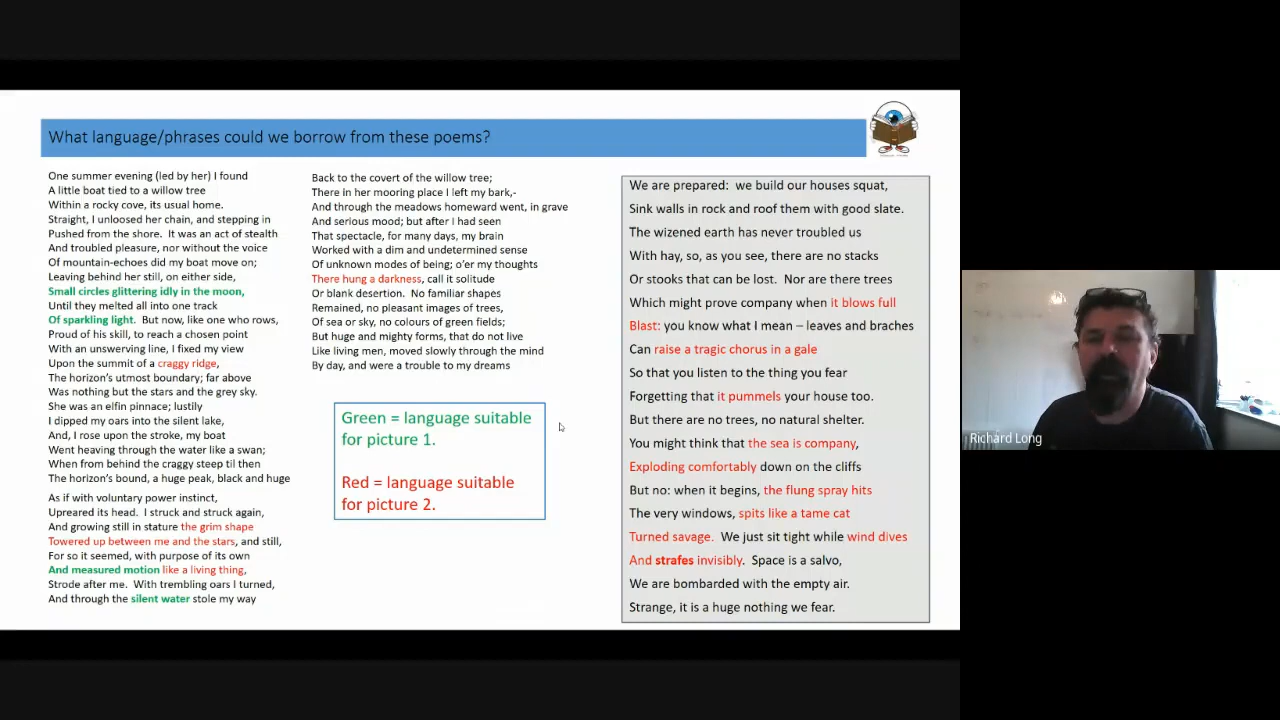 What language/phrases could we borrow from these poems?
One summer evening (led by her) I found
A little boat tied to a willow tree
Within a rocky cove, its usual home.
Straight, I unloosed her chain, and stepping in
Pushed from the shore.  It was an act of stealth
And troubled pleasure, nor without the voice
Of mountain-echoes did my boat move on;
Leaving behind her still, on either side,
Small circles glittering idly in the moon,
Until they melted all into one track
Of sparkling light.  But now, like one who rows,
Proud of his skill, to reach a chosen point
With an unswerving line, I fixed my view
Upon the summit of a craggy ridge,
The horizon's utmost boundary; far above
Was nothing but the stars and the grey sky.
She was an elfin pinnace; lustily
I dipped my oars into the silent lake,
And, I rose upon the stroke, my boat
Went heaving through the water like a swan;
When from behind the craggy steep til then
The horizon's bound, a huge peak, black and huge
As if with voluntary power instinct,
Upreared its head.  I struck and struck again,
And growing still in stature the grim shape
Towered up between me and the stars, and still,
For so it seemed, with purpose of its own
And measured motion like a living thing,
Strode after me.  With trembling oars I turned,
And through the silent water stole my way
Back to the covert of the willow tree;
There in her mooring place I left my bark,-
And through the meadows homeward went, in grave
And serious mood; but after I had seen
That spectacle, for many days, my brain
Worked with a dim and undetermined sense
Of unknown modes of being; o'er my thoughts
There hung a darkness, call it solitude
Or blank desertion.  No familiar shapes
Remained, no pleasant images of trees,
Of sea or sky, no colours of green fields;
But huge and mighty forms, that do not live
Like living men, moved slowly through the mind
By day, and were a trouble to my dreams
Green = language suitable
for picture 1.
Red = language suitable
for picture 2.
We are prepared:  we build our houses squat,
Sink walls in rock and roof them with good slate.
The wizened earth has never troubled us
With hay, so, as you see, there are no stacks
Or stooks that can be lost.  Nor are there trees
Which might prove company when it blows full
Blast: you know what I mean – leaves and braches
Can raise a tragic chorus in a gale
So that you listen to the thing you fear
Forgetting that it pummels your house too.
But there are no trees, no natural shelter.
You might think that the sea is company,
Exploding comfortably down on the cliffs
But no: when it begins, the flung spray hits
The very windows, spits like a tame cat
Turned savage.  We just sit tight while wind dives
And strafes invisibly.  Space is a salvo,
We are bombarded with the empty air.
Strange, it is a huge nothing we fear.
Richard Long